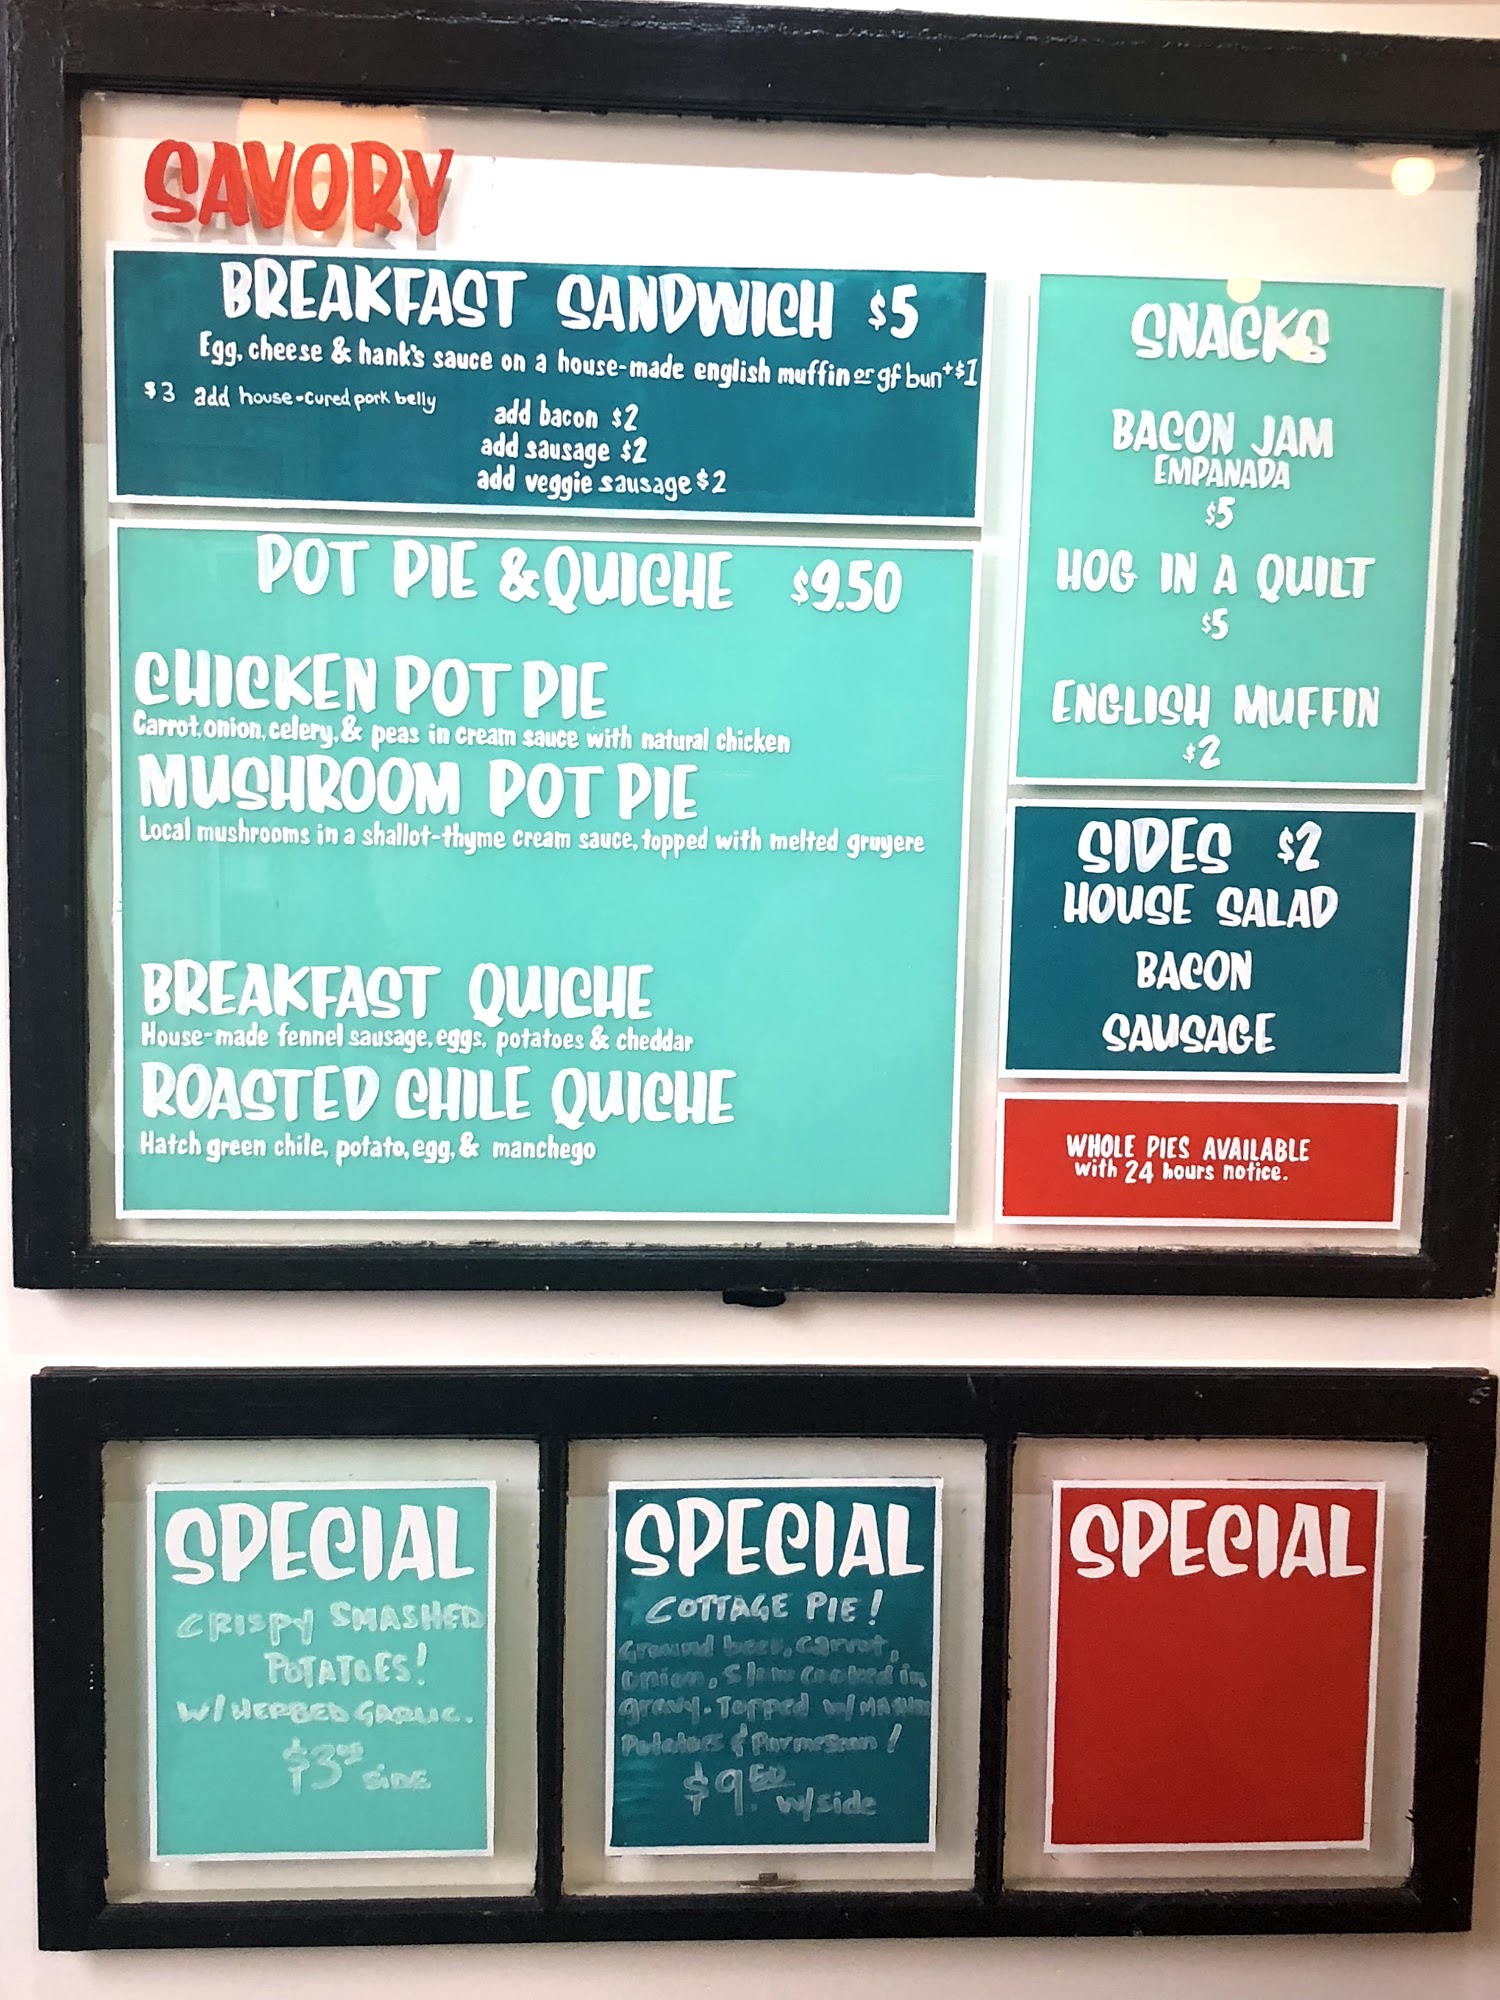 SAVORY
BREAKFAST SANDWICH $5
Egg, cheese & hank's sauce on a house-made english muffin or gf bun +$1
$3 add house-cured pork belly
add bacon $2
add sausage $2
add veggie sausage $2
POT PIE & QUICHE $9.50
CHICKEN POT PIE
Carrot, onion, celery, & peas in cream sauce with natural chicken
MUSHROOM POT PIE
Local mushrooms in a shallot-thyme cream sauce, topped with melted gruyere
BREAKFAST QUICHE
House-made fennel sausage, eggs, potatoes & cheddar
ROASTED CHILE QUICHE
Hatch green chile, potato, egg, & manchego
SNACKS
BACON JAM
EMPANADA
$5
HOG IN A QUILT
$5
ENGLISH MUFFIN
$2
SIDES $2
HOUSE SALAD
BACON
SAUSAGE
WHOLE PIES AVAILABLE
with 24 hours notice.
SPECIAL
CRISPY SMASHED
POTATOES!
W/HERBED GARLIC.
$3.00 SIDE
SPECIAL
COTTAGE PIE!
Ground beef, carrot,
onion, slow cooked in
gravy. Topped w/
Potatoes & Parmesan!
$9.50 w/side
SPECIAL